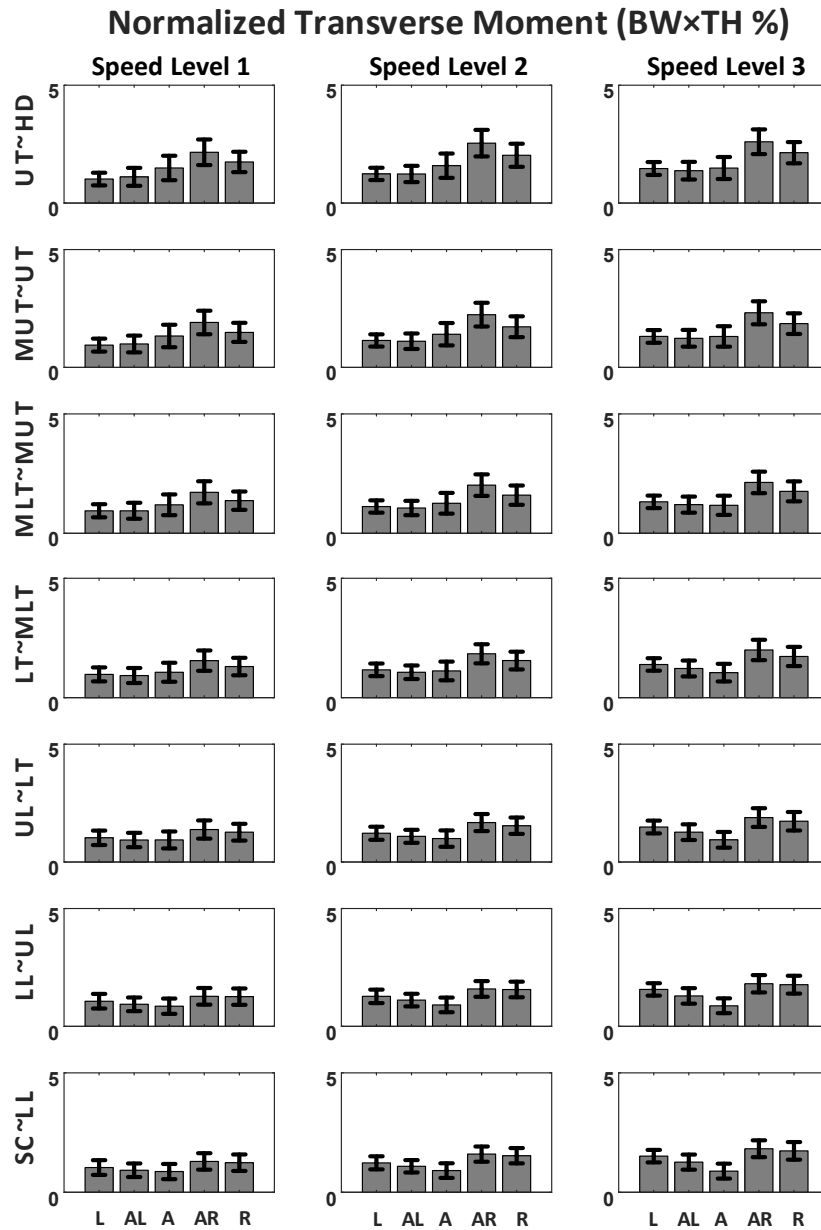 Normalized Transverse Moment (BW×TH %)
Speed Level 1 Speed Level 2 Speed Level 3
UT~HD
5 5 5
0 0 0
MUT~UT
5 5 5
0 0 0
MLT~MUT
5 5 5
0 0 0
LT~MLT
5 5 5
0 0 0
UL~LT
5 5 5
0 0 0
LL~UL
5 5 5
0 0 0
SC~LL
5 5 5
0 0 0
L AL A AR R L AL A AR R L AL A AR R